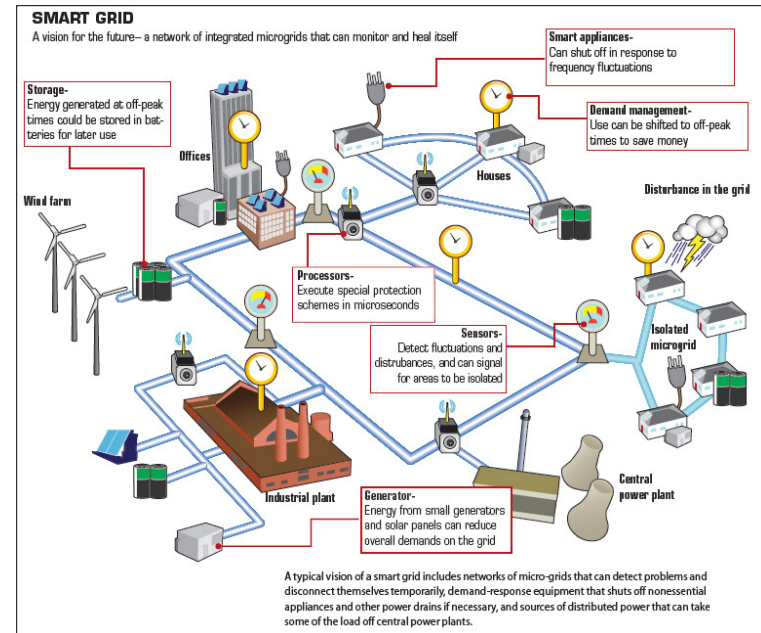 SMART GRID
A vision for the future– a network of integrated microgrids that can monitor and heal itself
Smart appliances-
Can shut off in response to
frequency fluctuations
Storage-
Energy generated at off-peak
times could be stored in bat-
teries for later use
Demand management-
Use can be shifted to off-peak
times to save money
Offices
Houses
Wind farm
Disturbance in the grid
Processors-
Execute special protection
schemes in microseconds
Sensors-
Detect fluctuations and
distrubances, and can signal
for areas to be isolated
Isolated
microgrid
Industrial plant
Central
power plant
Generator-
Energy from small generators
and solar panels can reduce
overall demands on the grid
A typical vision of a smart grid includes networks of micro-grids that can detect problems and
disconnect themselves temporarily, demand-response equipment that shuts off nonessential
appliances and other power drains if necessary, and sources of distributed power that can take
some of the load off central power plants.